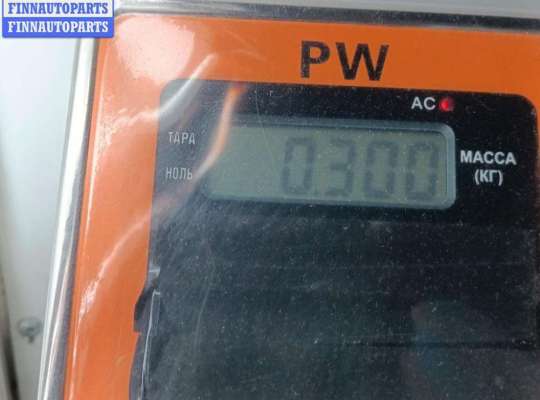 FINNAUTOPARTS
FINNAUTOPARTS
PW
AC
ТАРА
НОЛЬ
0.300
МАССА
(КГ)